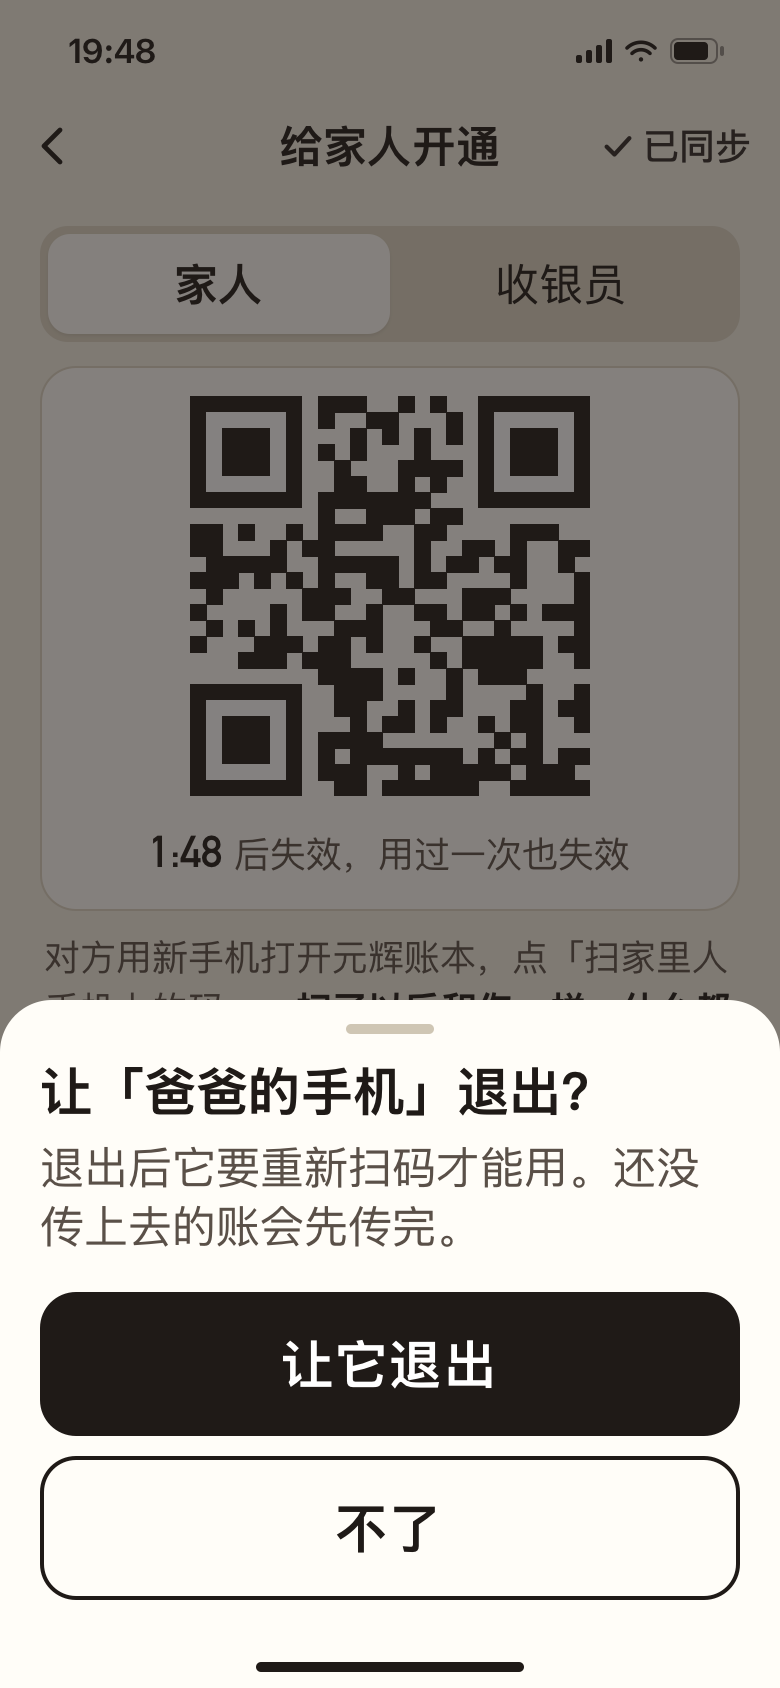 19:48
给家人开通
已同步
家人
收银员
1:48 后失效，用过一次也失效
对方用新手机打开元辉账本，点「扫家里人
让「爸爸的手机」退出?
退出后它要重新扫码才能用。还没
传上去的账会先传完。
让它退出
不了